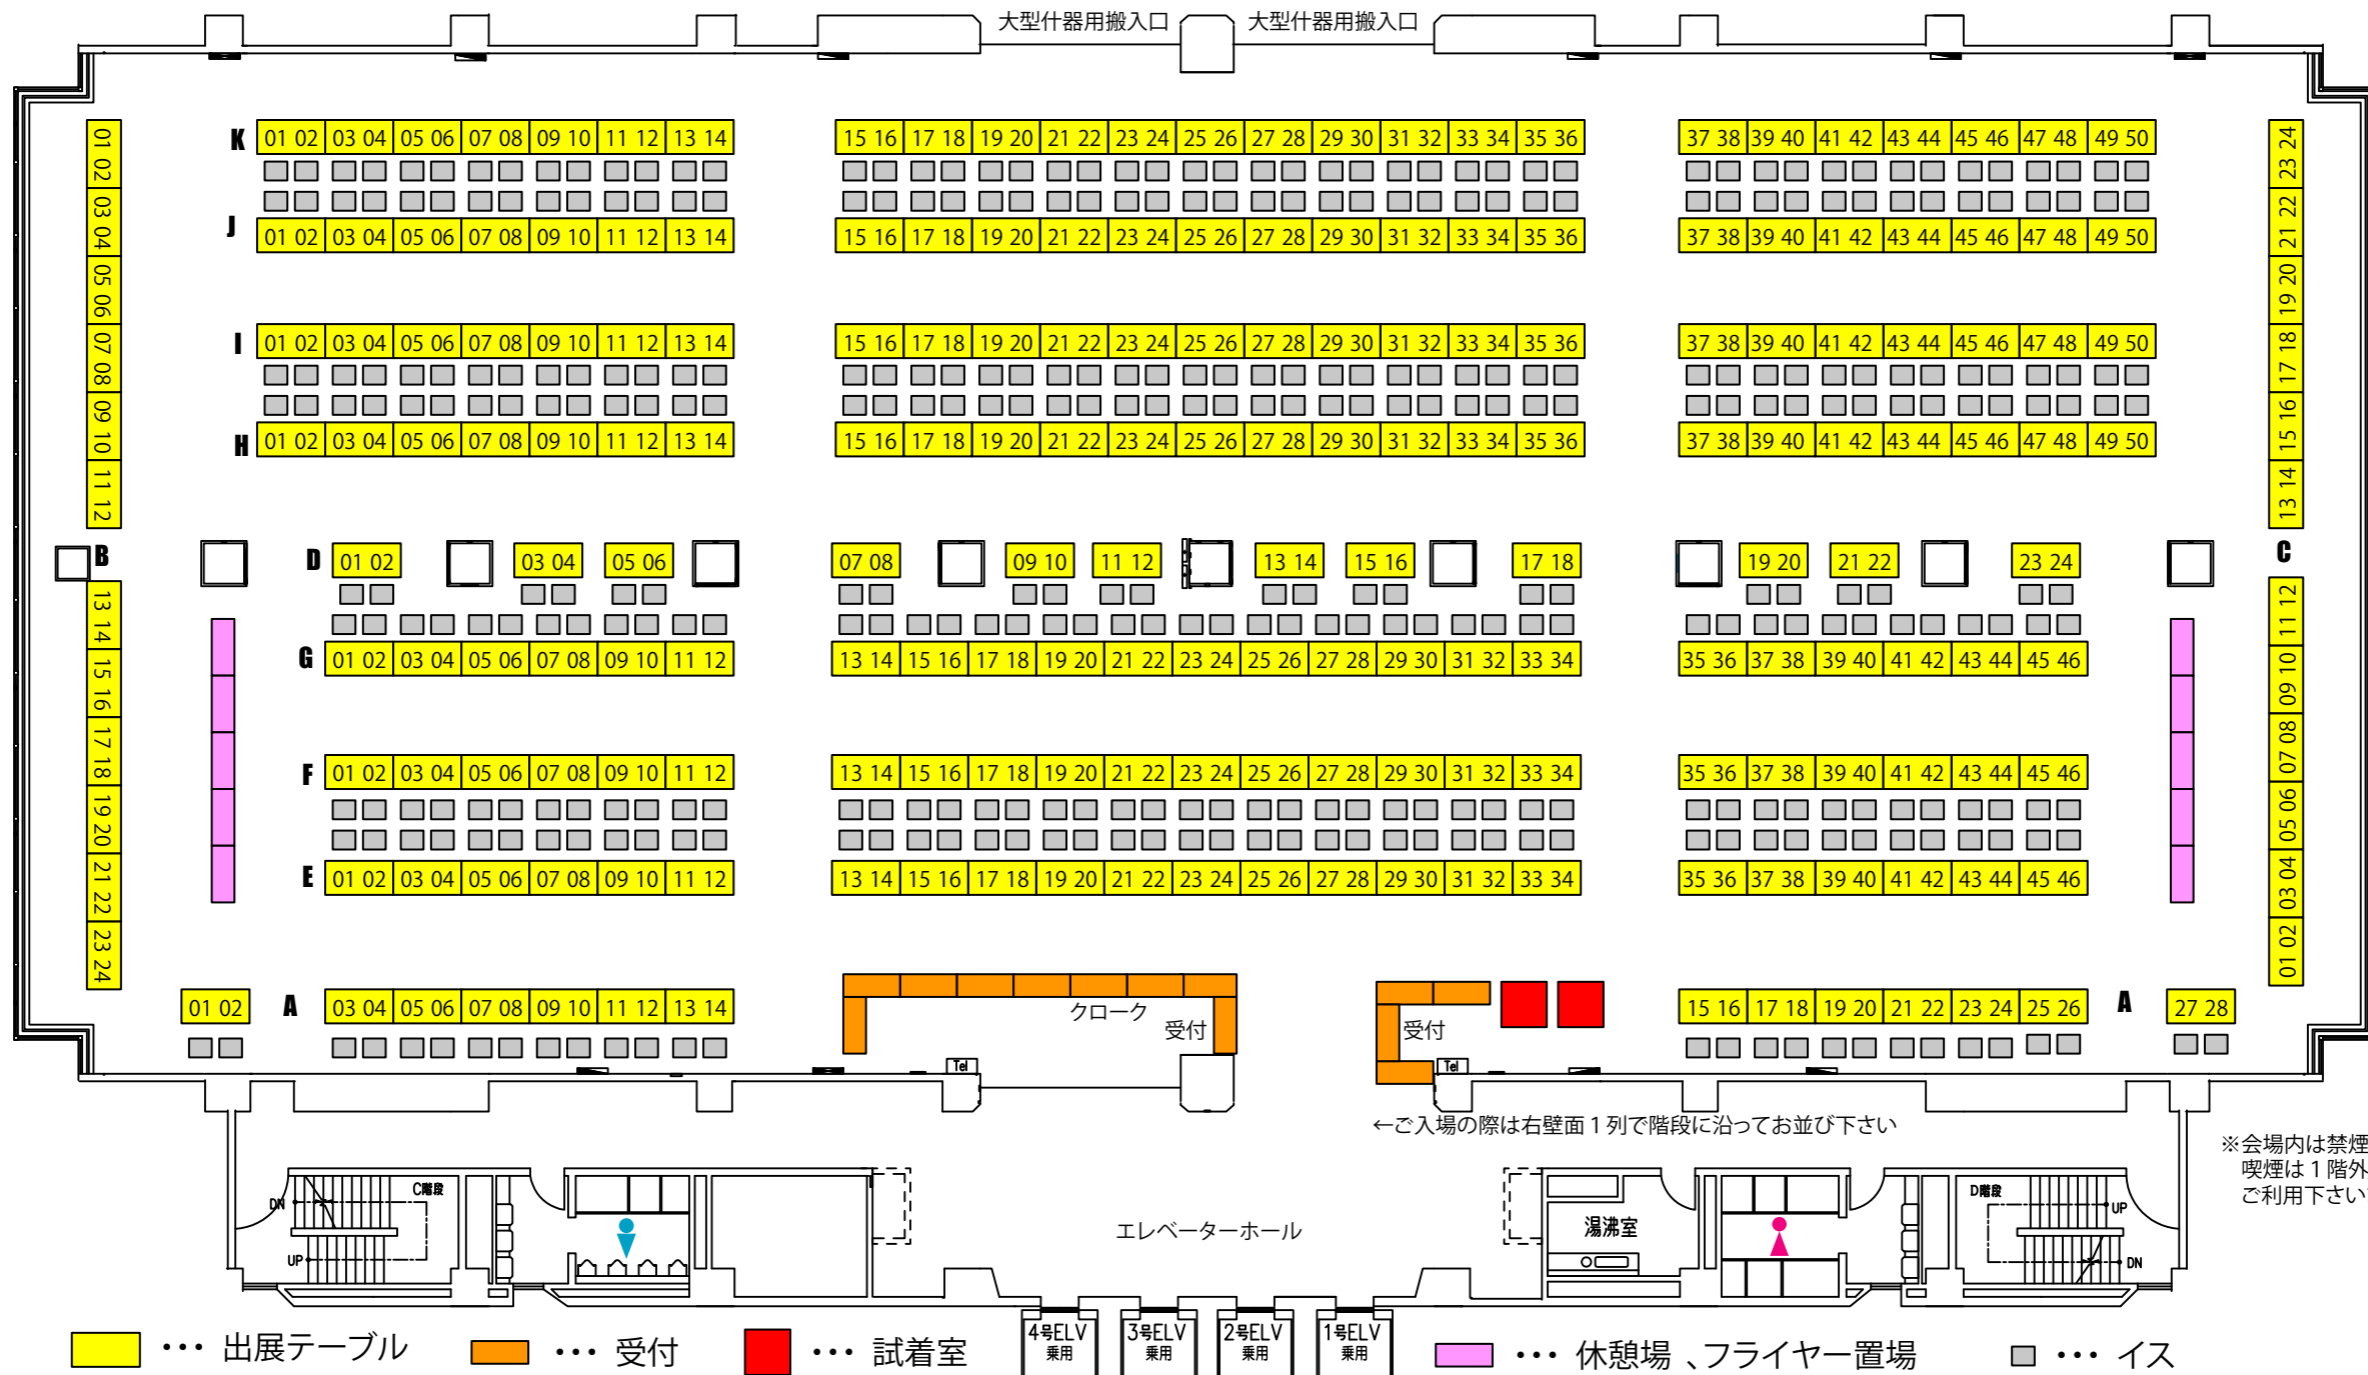 大型什器用搬入口 大型什器用搬入口
K 01 02 03 04 05 06 07 08 09 10 11 12 13 14 15 16 17 18 19 20 21 22 23 24 25 26 27 28 29 30 31 32 33 34 35 36 37 38 39 40 41 42 43 44 45 46 47 48 49 50
J 01 02 03 04 05 06 07 08 09 10 11 12 13 14 15 16 17 18 19 20 21 22 23 24 25 26 27 28 29 30 31 32 33 34 35 36 37 38 39 40 41 42 43 44 45 46 47 48 49 50
I 01 02 03 04 05 06 07 08 09 10 11 12 13 14 15 16 17 18 19 20 21 22 23 24 25 26 27 28 29 30 31 32 33 34 35 36 37 38 39 40 41 42 43 44 45 46 47 48 49 50
H 01 02 03 04 05 06 07 08 09 10 11 12 13 14 15 16 17 18 19 20 21 22 23 24 25 26 27 28 29 30 31 32 33 34 35 36 37 38 39 40 41 42 43 44 45 46 47 48 49 50
01 02 03 04 05 06 07 08 09 10 11 12
B
13 14 15 16 17 18 19 20 21 22 23 24
D 01 02 03 04 05 06 07 08 09 10 11 12 13 14 15 16 17 18 19 20 21 22 23 24
G 01 02 03 04 05 06 07 08 09 10 11 12 13 14 15 16 17 18 19 20 21 22 23 24 25 26 27 28 29 30 31 32 33 34 35 36 37 38 39 40 41 42 43 44 45 46
F 01 02 03 04 05 06 07 08 09 10 11 12 13 14 15 16 17 18 19 20 21 22 23 24 25 26 27 28 29 30 31 32 33 34 35 36 37 38 39 40 41 42 43 44 45 46
E 01 02 03 04 05 06 07 08 09 10 11 12 13 14 15 16 17 18 19 20 21 22 23 24 25 26 27 28 29 30 31 32 33 34 35 36 37 38 39 40 41 42 43 44 45 46
13 14 15 16 17 18 19 20 21 22 23 24
C
01 02 03 04 05 06 07 08 09 10 11 12
01 02 A 03 04 05 06 07 08 09 10 11 12 13 14 15 16 17 18 19 20 21 22 23 24 25 26 A 27 28
クローク
受付 受付
Tel Tel
←ご入場の際は右壁面1列で階段に沿ってお並び下さい
※会場内は禁煙
喫煙は1階外
ご利用下さい
DN C階段 UP
エレベーターホール
湯沸室
D階段 UP DN
4号ELV 3号ELV 2号ELV 1号ELV
乗用 乗用 乗用 乗用
・・・ 出展テーブル ・・・ 受付 ・・・ 試着室 ・・・ 休憩場 、フライヤー置場 ・・・ イス